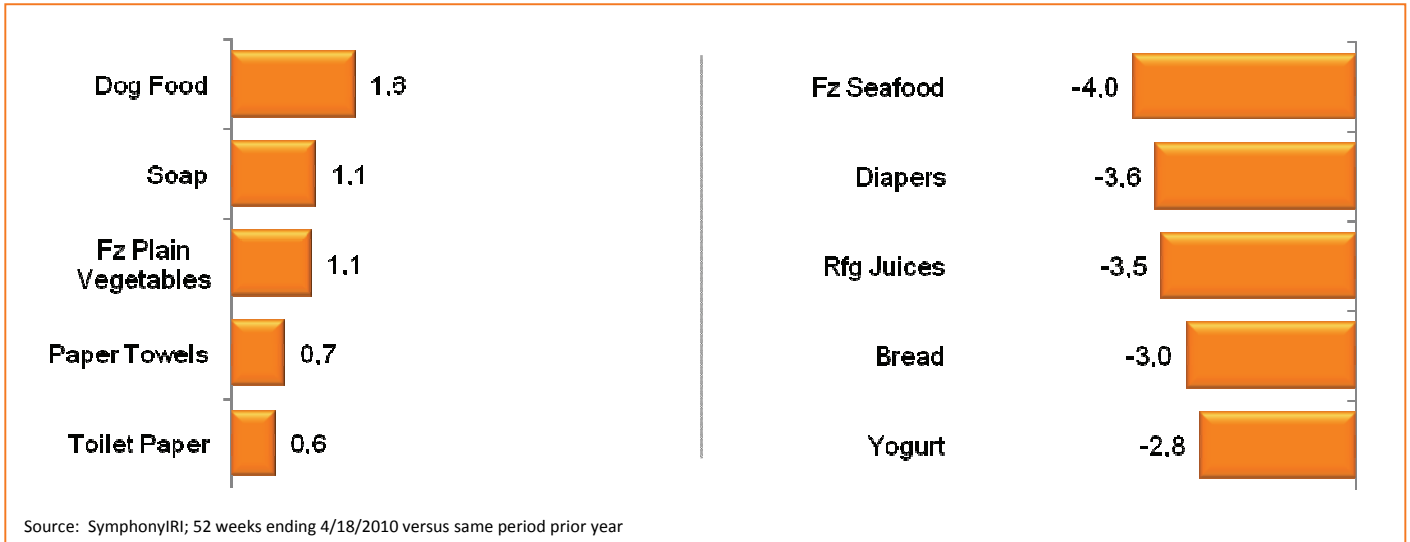 Dog Food 1.6
Soap 1.1
Fz Plain
Vegetables 1.1
Paper Towels 0.7
Toilet Paper 0.6
Fz Seafood -4.0
Diapers -3.6
Rfg Juices -3.5
Bread -3.0
Yogurt -2.8
Source: SymphonyIRI; 52 weeks ending 4/18/2010 versus same period prior year